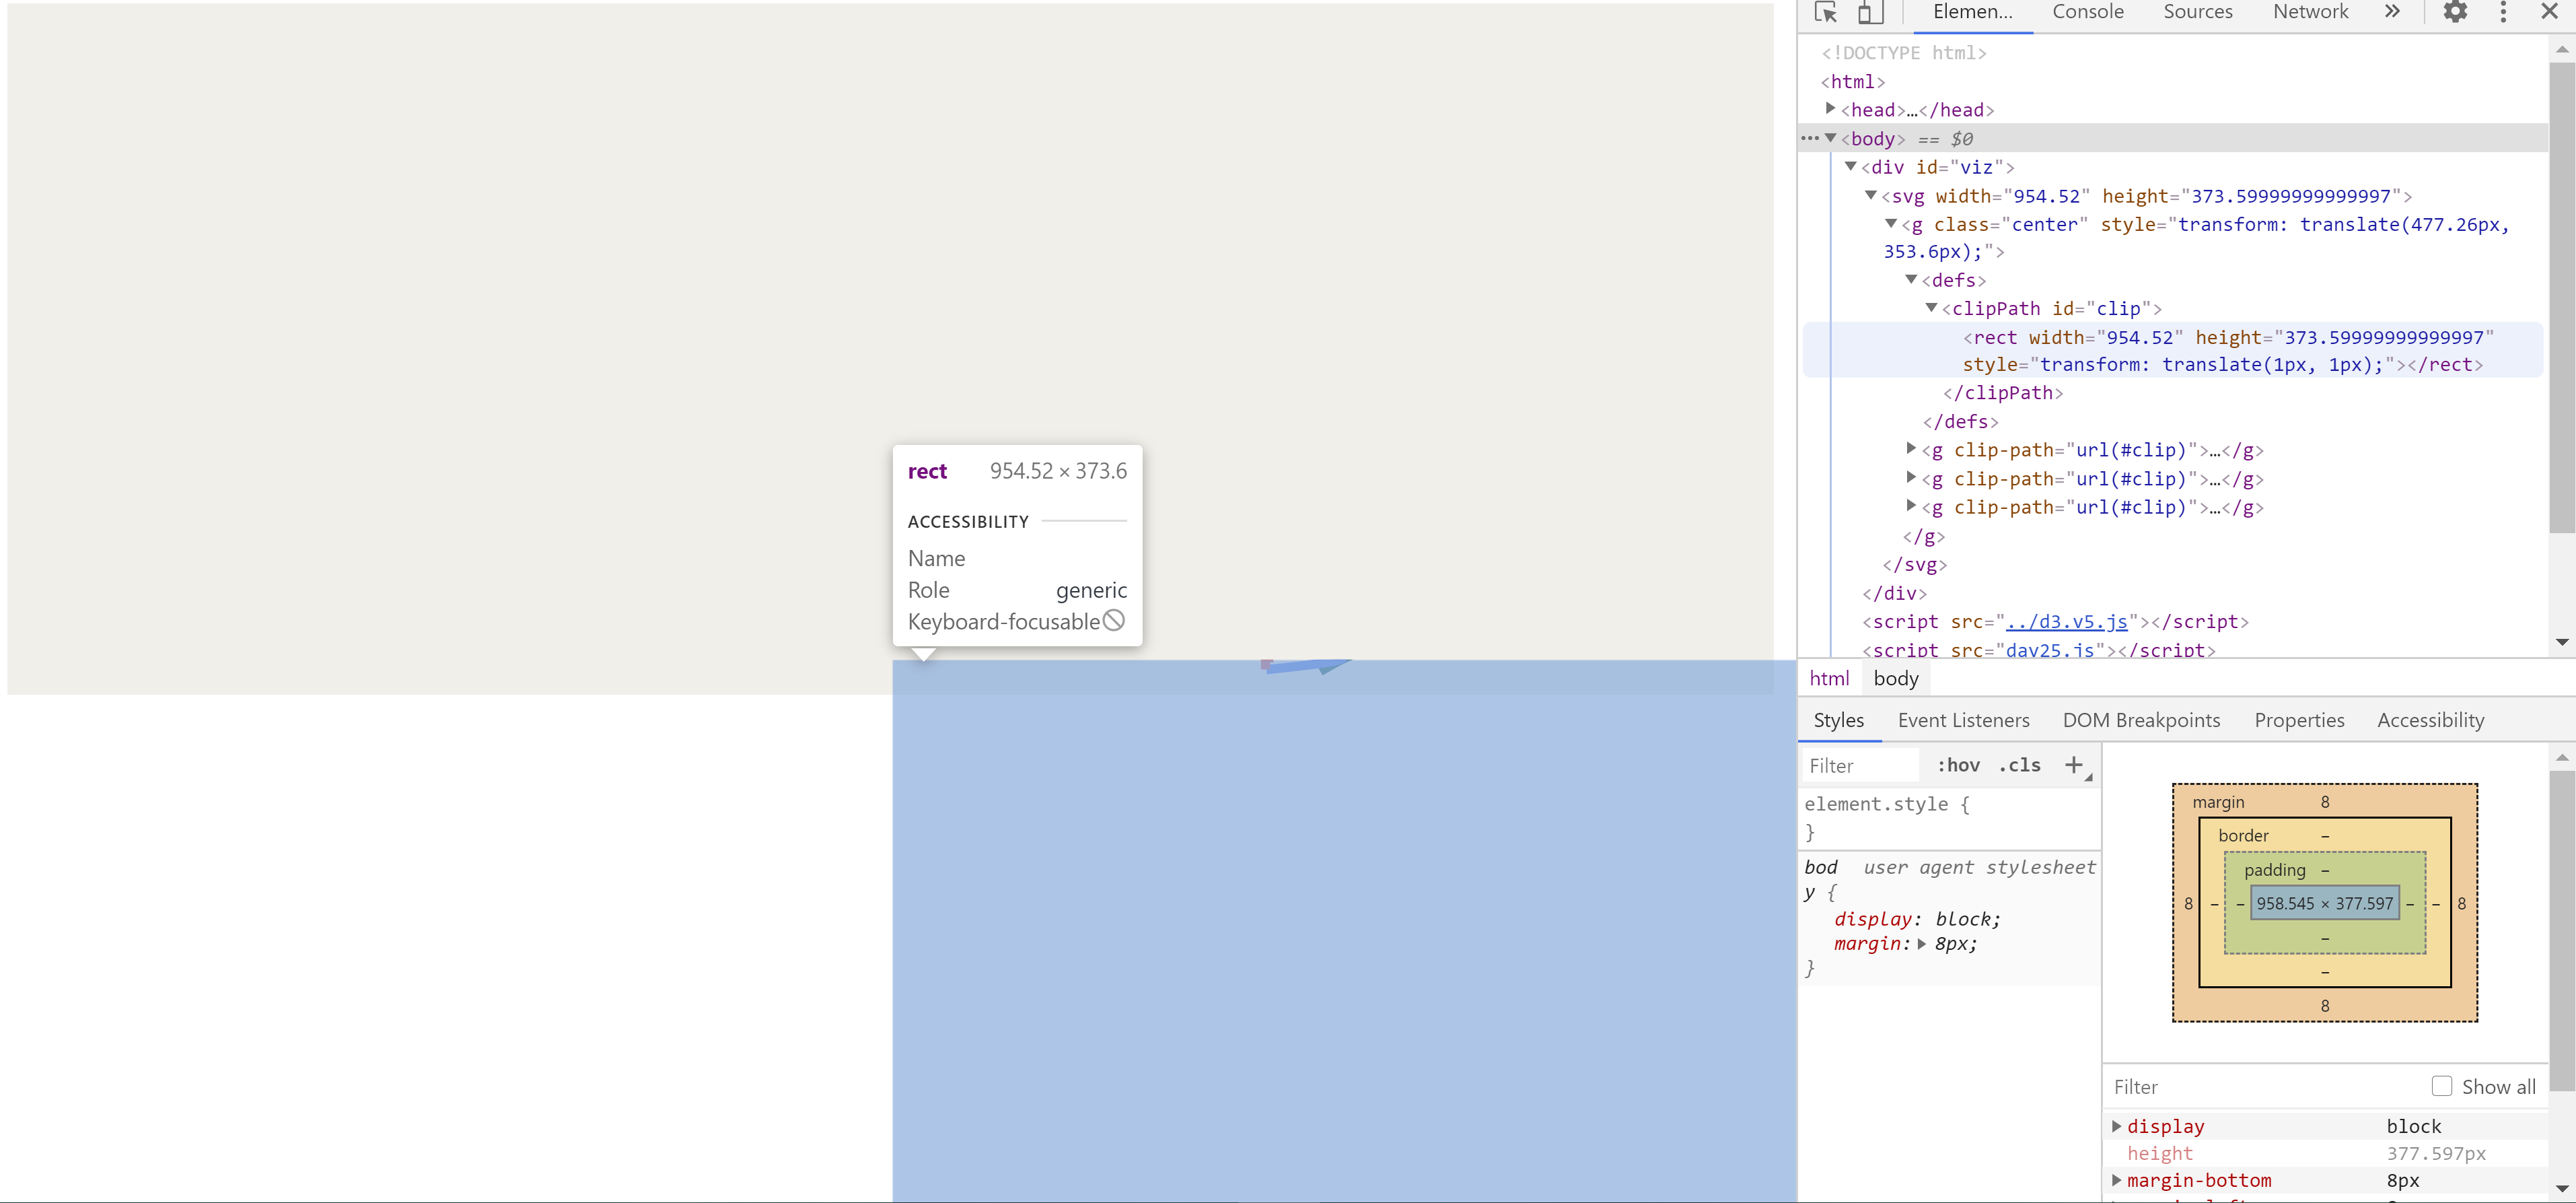 Elemen... Console Sources Network
<!DOCTYPE html>
<html>
<head>…</head>
<body> == $0
<div id="viz">
<svg width="954.52" height="373.59999999999997">
<g class="center" style="transform: translate(477.26px,
353.6px);">
<defs>
<clipPath id="clip">
<rect width="954.52" height="373.59999999999997"
style="transform: translate(1px, 1px);"></rect>
</clipPath>
</defs>
<g clip-path="url(#clip)">…</g>
<g clip-path="url(#clip)">…</g>
<g clip-path="url(#clip)">…</g>
</g>
</svg>
</div>
<script src="../d3.v5.js"></script>
<script src="day25.js"></script>
rect 954.52 × 373.6
ACCESSIBILITY
Name
Role generic
Keyboard-focusable
html body
Styles Event Listeners DOM Breakpoints Properties Accessibility
Filter :hov .cls +
element.style {
}
bod user agent stylesheet
y {
display: block;
margin: 8px;
}
margin 8
border –
padding –
8 – – 958.545 × 377.597 – – 8
–
–
8
Filter Show all
display block
height 377.597px
margin-bottom 8px